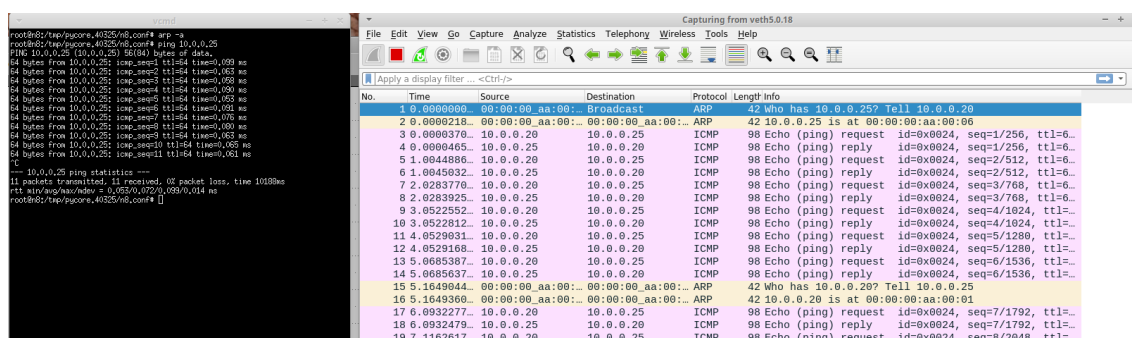 vcmd
root@n8:/tmp/pycore.40325/n8.conf# arp -a
root@n8:/tmp/pycore.40325/n8.conf# ping 10.0.0.25
PING 10.0.0.25 (10.0.0.25) 56(84) bytes of data.
64 bytes from 10.0.0.25: icmp_seq=1 ttl=64 time=0.099 ms
64 bytes from 10.0.0.25: icmp_seq=2 ttl=64 time=0.063 ms
64 bytes from 10.0.0.25: icmp_seq=3 ttl=64 time=0.058 ms
64 bytes from 10.0.0.25: icmp_seq=4 ttl=64 time=0.090 ms
64 bytes from 10.0.0.25: icmp_seq=5 ttl=64 time=0.053 ms
64 bytes from 10.0.0.25: icmp_seq=6 ttl=64 time=0.091 ms
64 bytes from 10.0.0.25: icmp_seq=7 ttl=64 time=0.076 ms
64 bytes from 10.0.0.25: icmp_seq=8 ttl=64 time=0.080 ms
64 bytes from 10.0.0.25: icmp_seq=9 ttl=64 time=0.063 ms
64 bytes from 10.0.0.25: icmp_seq=10 ttl=64 time=0.065 ms
64 bytes from 10.0.0.25: icmp_seq=11 ttl=64 time=0.061 ms
^C
--- 10.0.0.25 ping statistics ---
11 packets transmitted, 11 received, 0% packet loss, time 10188ms
rtt min/avg/max/mdev = 0.053/0.072/0.099/0.014 ms
root@n8:/tmp/pycore.40325/n8.conf#
Capturing from veth5.0.18
File Edit View Go Capture Analyze Statistics Telephony Wireless Tools Help
Apply a display filter ... <Ctrl-/>
No. Time Source Destination Protocol Length Info
1 0.0000000… 00:00:00_aa:00:… Broadcast ARP 42 Who has 10.0.0.25? Tell 10.0.0.20
2 0.0000218… 00:00:00_aa:00:… 00:00:00_aa:00:… ARP 42 10.0.0.25 is at 00:00:00:aa:00:06
3 0.0000370… 10.0.0.20 10.0.0.25 ICMP 98 Echo (ping) request id=0x0024, seq=1/256, ttl=6…
4 0.0000465… 10.0.0.25 10.0.0.20 ICMP 98 Echo (ping) reply id=0x0024, seq=1/256, ttl=6…
5 1.0044886… 10.0.0.20 10.0.0.25 ICMP 98 Echo (ping) request id=0x0024, seq=2/512, ttl=6…
6 1.0045032… 10.0.0.25 10.0.0.20 ICMP 98 Echo (ping) reply id=0x0024, seq=2/512, ttl=6…
7 2.0283770… 10.0.0.20 10.0.0.25 ICMP 98 Echo (ping) request id=0x0024, seq=3/768, ttl=6…
8 2.0283925… 10.0.0.25 10.0.0.20 ICMP 98 Echo (ping) reply id=0x0024, seq=3/768, ttl=6…
9 3.0522552… 10.0.0.20 10.0.0.25 ICMP 98 Echo (ping) request id=0x0024, seq=4/1024, ttl=…
10 3.0522812… 10.0.0.25 10.0.0.20 ICMP 98 Echo (ping) reply id=0x0024, seq=4/1024, ttl=…
11 4.0529031… 10.0.0.20 10.0.0.25 ICMP 98 Echo (ping) request id=0x0024, seq=5/1280, ttl=…
12 4.0529168… 10.0.0.25 10.0.0.20 ICMP 98 Echo (ping) reply id=0x0024, seq=5/1280, ttl=…
13 5.0685387… 10.0.0.20 10.0.0.25 ICMP 98 Echo (ping) request id=0x0024, seq=6/1536, ttl=…
14 5.0685637… 10.0.0.25 10.0.0.20 ICMP 98 Echo (ping) reply id=0x0024, seq=6/1536, ttl=…
15 5.1649044… 00:00:00_aa:00:… 00:00:00_aa:00:… ARP 42 Who has 10.0.0.20? Tell 10.0.0.25
16 5.1649360… 00:00:00_aa:00:… 00:00:00_aa:00:… ARP 42 10.0.0.20 is at 00:00:00:aa:00:01
17 6.0932277… 10.0.0.20 10.0.0.25 ICMP 98 Echo (ping) request id=0x0024, seq=7/1792, ttl=…
18 6.0932479… 10.0.0.25 10.0.0.20 ICMP 98 Echo (ping) reply id=0x0024, seq=7/1792, ttl=…
19 7.1162617… 10.0.0.20 10.0.0.25 ICMP 98 Echo (ping) request id=0x0024, seq=8/2048, ttl=…